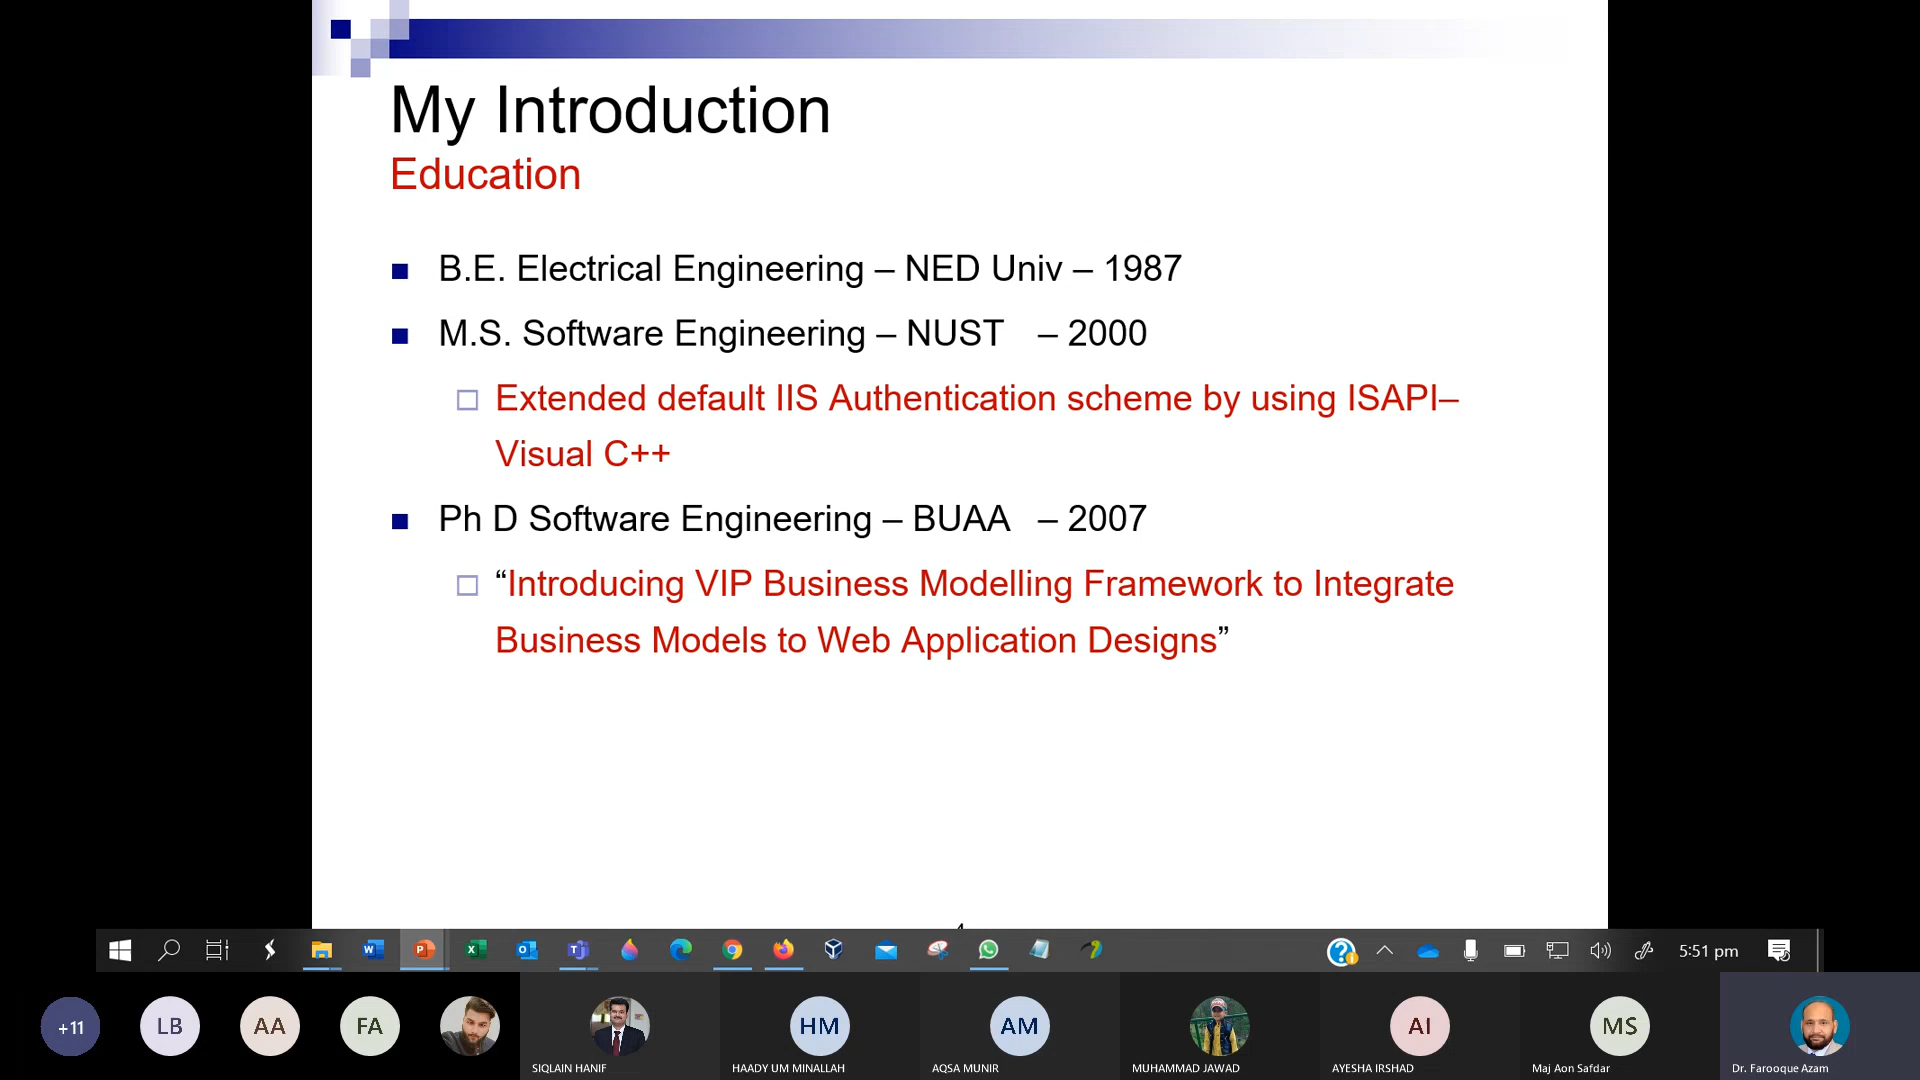 My Introduction
Education
B.E. Electrical Engineering – NED Univ – 1987
M.S. Software Engineering – NUST – 2000
Extended default IIS Authentication scheme by using ISAPI–
Visual C++
Ph D Software Engineering – BUAA – 2007
“Introducing VIP Business Modelling Framework to Integrate
Business Models to Web Application Designs”
5:51 pm
+11
LB
AA
FA
HM
AM
AI
MS
SIQLAIN HANIF
HAADY UM MINALLAH
AQSA MUNIR
MUHAMMAD JAWAD
AYESHA IRSHAD
Maj Aon Safdar
Dr. Farooque Azam